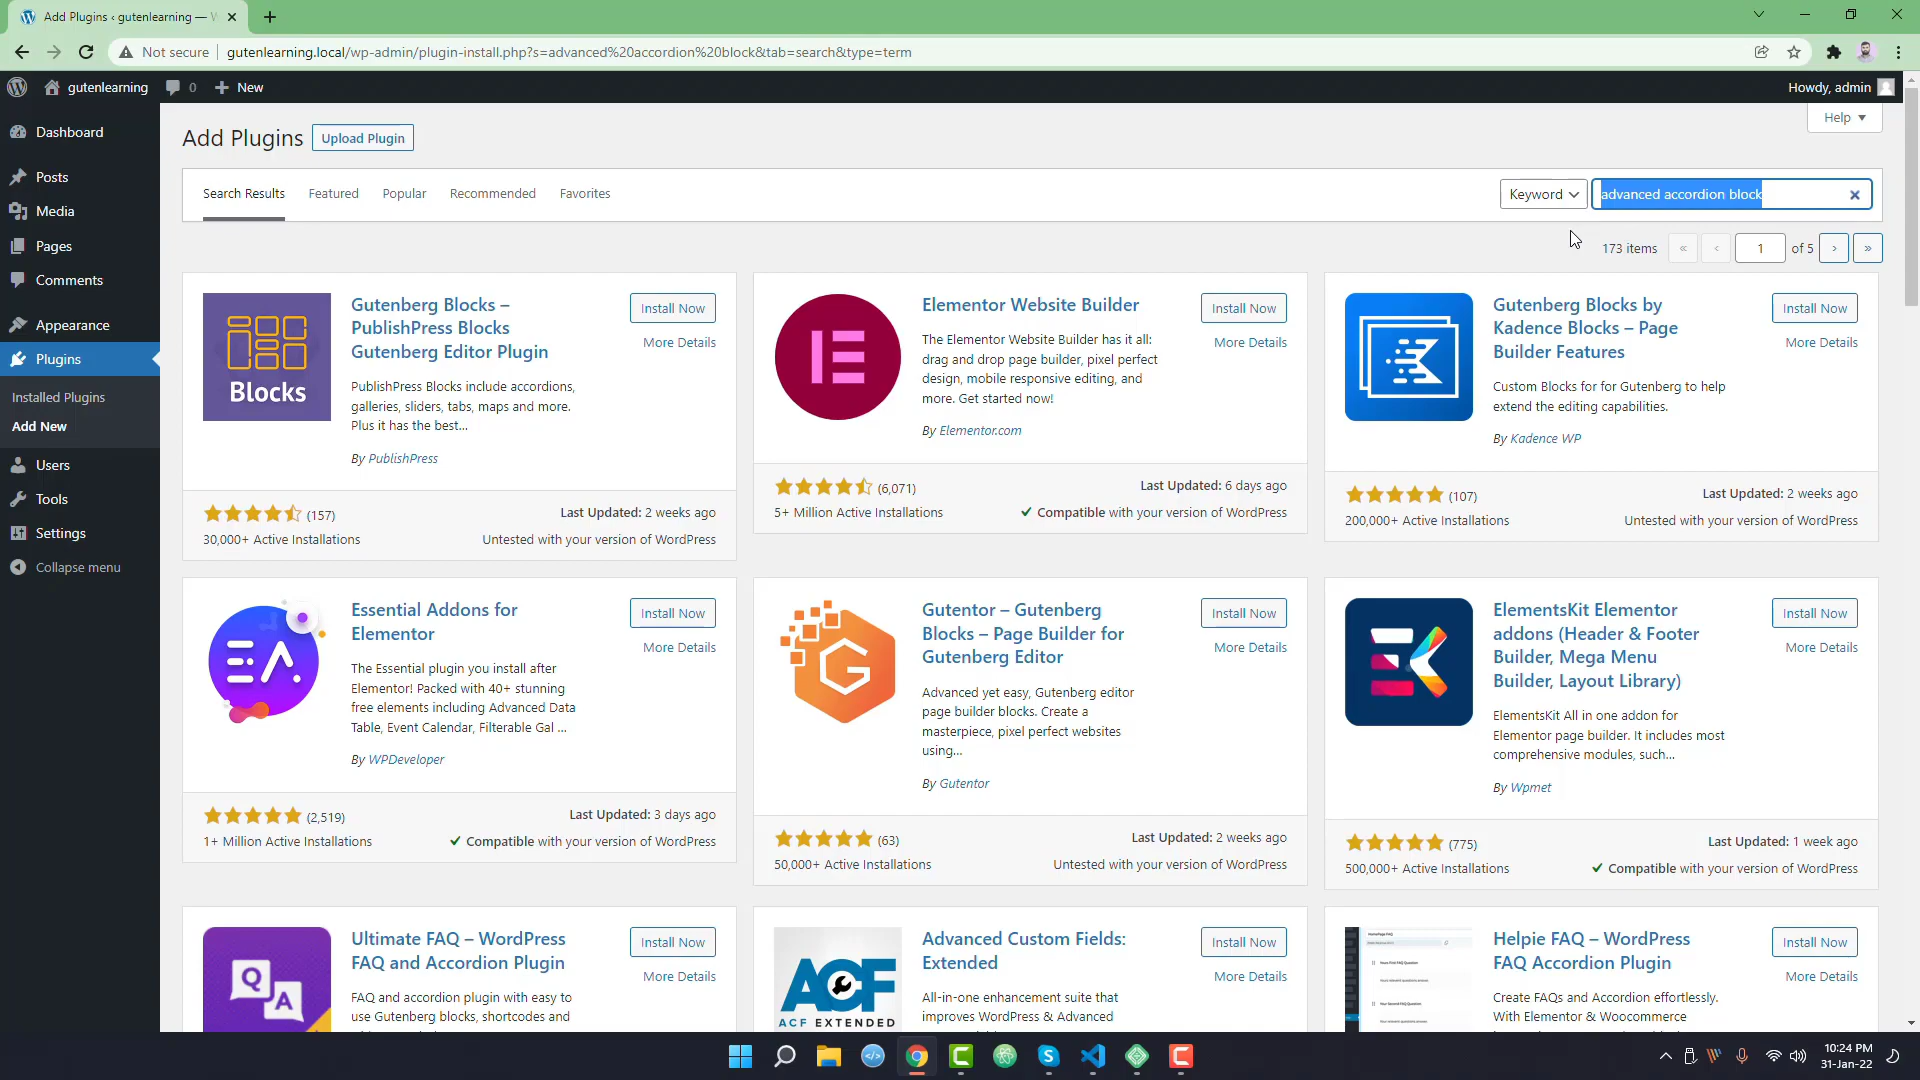 Add Plugins ‹ gutenlearning — W
Not secure
gutenlearning.local/wp-admin/plugin-install.php?s=advanced%20accordion%20block&tab=search&type=term
gutenlearning
0
New
Howdy, admin
Dashboard
Posts
Media
Pages
Comments
Appearance
Plugins
Installed Plugins
Add New
Users
Tools
Settings
Collapse menu
Help
Add Plugins
Upload Plugin
Search Results
Featured
Popular
Recommended
Favorites
Keyword
advanced accordion block
173 items
«
‹
1
of 5
›
»
Blocks
Gutenberg Blocks –
PublishPress Blocks
Gutenberg Editor Plugin
Install Now
More Details
PublishPress Blocks include accordions,
galleries, sliders, tabs, maps and more.
Plus it has the best...
By PublishPress
(157)
30,000+ Active Installations
Last Updated: 2 weeks ago
Untested with your version of WordPress
Elementor Website Builder
Install Now
More Details
The Elementor Website Builder has it all:
drag and drop page builder, pixel perfect
design, mobile responsive editing, and
more. Get started now!
By Elementor.com
(6,071)
5+ Million Active Installations
Last Updated: 6 days ago
Compatible with your version of WordPress
Gutenberg Blocks by
Kadence Blocks – Page
Builder Features
Install Now
More Details
Custom Blocks for for Gutenberg to help
extend the editing capabilities.
By Kadence WP
(107)
200,000+ Active Installations
Last Updated: 2 weeks ago
Untested with your version of WordPress
Essential Addons for
Elementor
Install Now
More Details
The Essential plugin you install after
Elementor! Packed with 40+ stunning
free elements including Advanced Data
Table, Event Calendar, Filterable Gal ...
By WPDeveloper
(2,519)
1+ Million Active Installations
Last Updated: 3 days ago
Compatible with your version of WordPress
Gutentor – Gutenberg
Blocks – Page Builder for
Gutenberg Editor
Install Now
More Details
Advanced yet easy, Gutenberg editor
page builder blocks. Create a
masterpiece, pixel perfect websites
using...
By Gutentor
(63)
50,000+ Active Installations
Last Updated: 2 weeks ago
Untested with your version of WordPress
ElementsKit Elementor
addons (Header & Footer
Builder, Mega Menu
Builder, Layout Library)
Install Now
More Details
ElementsKit All in one addon for
Elementor page builder. It includes most
comprehensive modules, such...
By Wpmet
(775)
500,000+ Active Installations
Last Updated: 1 week ago
Compatible with your version of WordPress
Q A
Ultimate FAQ – WordPress
FAQ and Accordion Plugin
Install Now
More Details
FAQ and accordion plugin with easy to
use Gutenberg blocks, shortcodes and
ACF
ACF EXTENDED
Advanced Custom Fields:
Extended
Install Now
More Details
All-in-one enhancement suite that
improves WordPress & Advanced
Helpie FAQ – WordPress
FAQ Accordion Plugin
Install Now
More Details
Create FAQs and Accordion effortlessly.
With Elementor & Woocommerce
10:24 PM
31-Jan-22